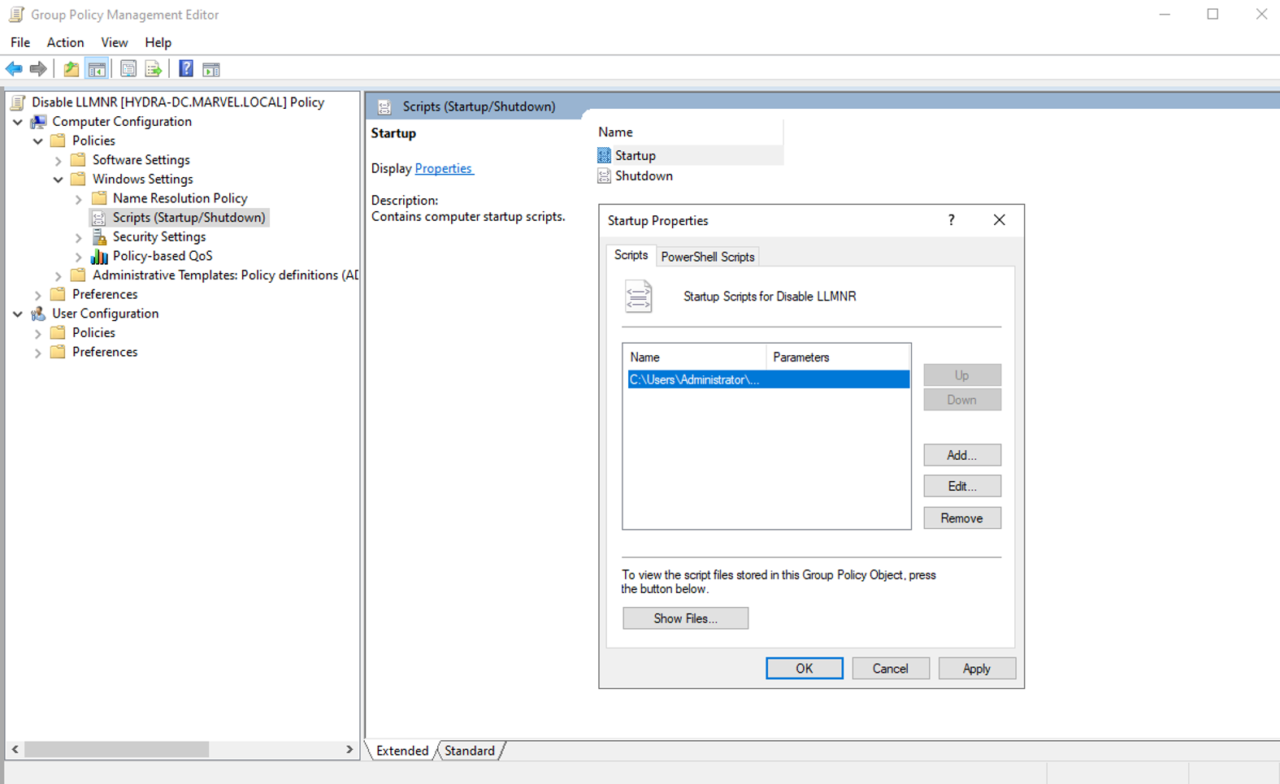 Group Policy Management Editor
File Action View Help
Disable LLMNR [HYDRA-DC.MARVEL.LOCAL] Policy
Computer Configuration
Policies
Software Settings
Windows Settings
Name Resolution Policy
Scripts (Startup/Shutdown)
Security Settings
Policy-based QoS
Administrative Templates: Policy definitions (AD
Preferences
User Configuration
Policies
Preferences
Scripts (Startup/Shutdown)
Startup
Display Properties
Description:
Contains computer startup scripts.
Name
Startup
Shutdown
Startup Properties
?
Scripts PowerShell Scripts
Startup Scripts for Disable LLMNR
Name Parameters
C:\Users\Administrator\...
Up
Down
Add...
Edit...
Remove
To view the script files stored in this Group Policy Object, press
the button below.
Show Files...
OK Cancel Apply
Extended Standard